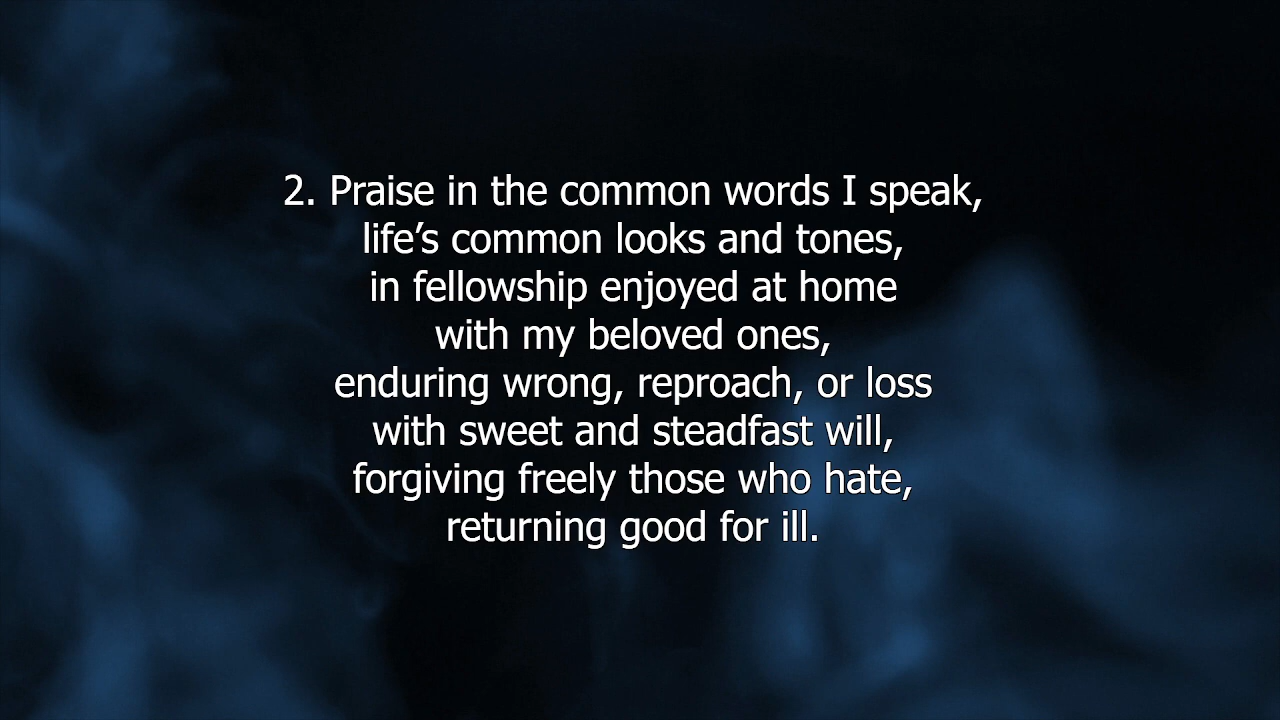 2. Praise in the common words I speak,
life’s common looks and tones,
in fellowship enjoyed at home
with my beloved ones,
enduring wrong, reproach, or loss
with sweet and steadfast will,
forgiving freely those who hate,
returning good for ill.